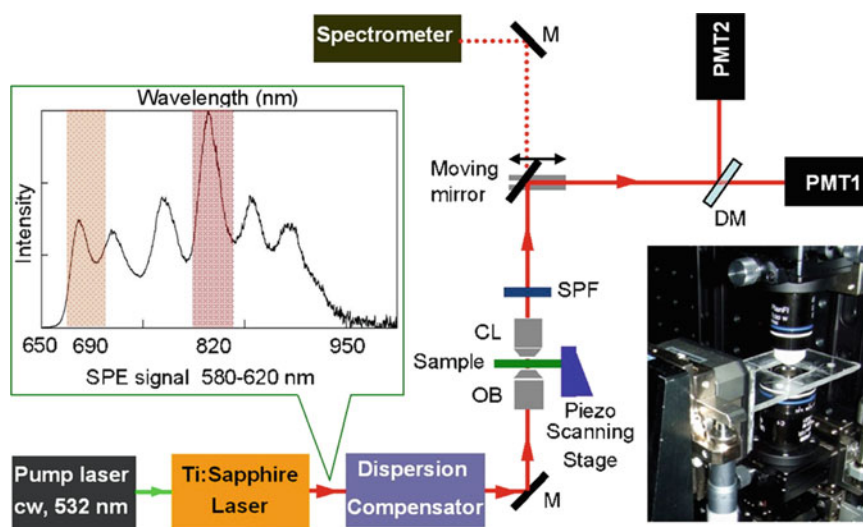 Spectrometer
M
PMT2
Wavelength (nm)
Intensity
650 690 820 950
SPE signal 580-620 nm
Moving
mirror
PMT1
DM
SPF
CL
Sample
OB
Piezo
Scanning
Stage
Pump laser
cw, 532 nm
Ti:Sapphire
Laser
Dispersion
Compensator
M